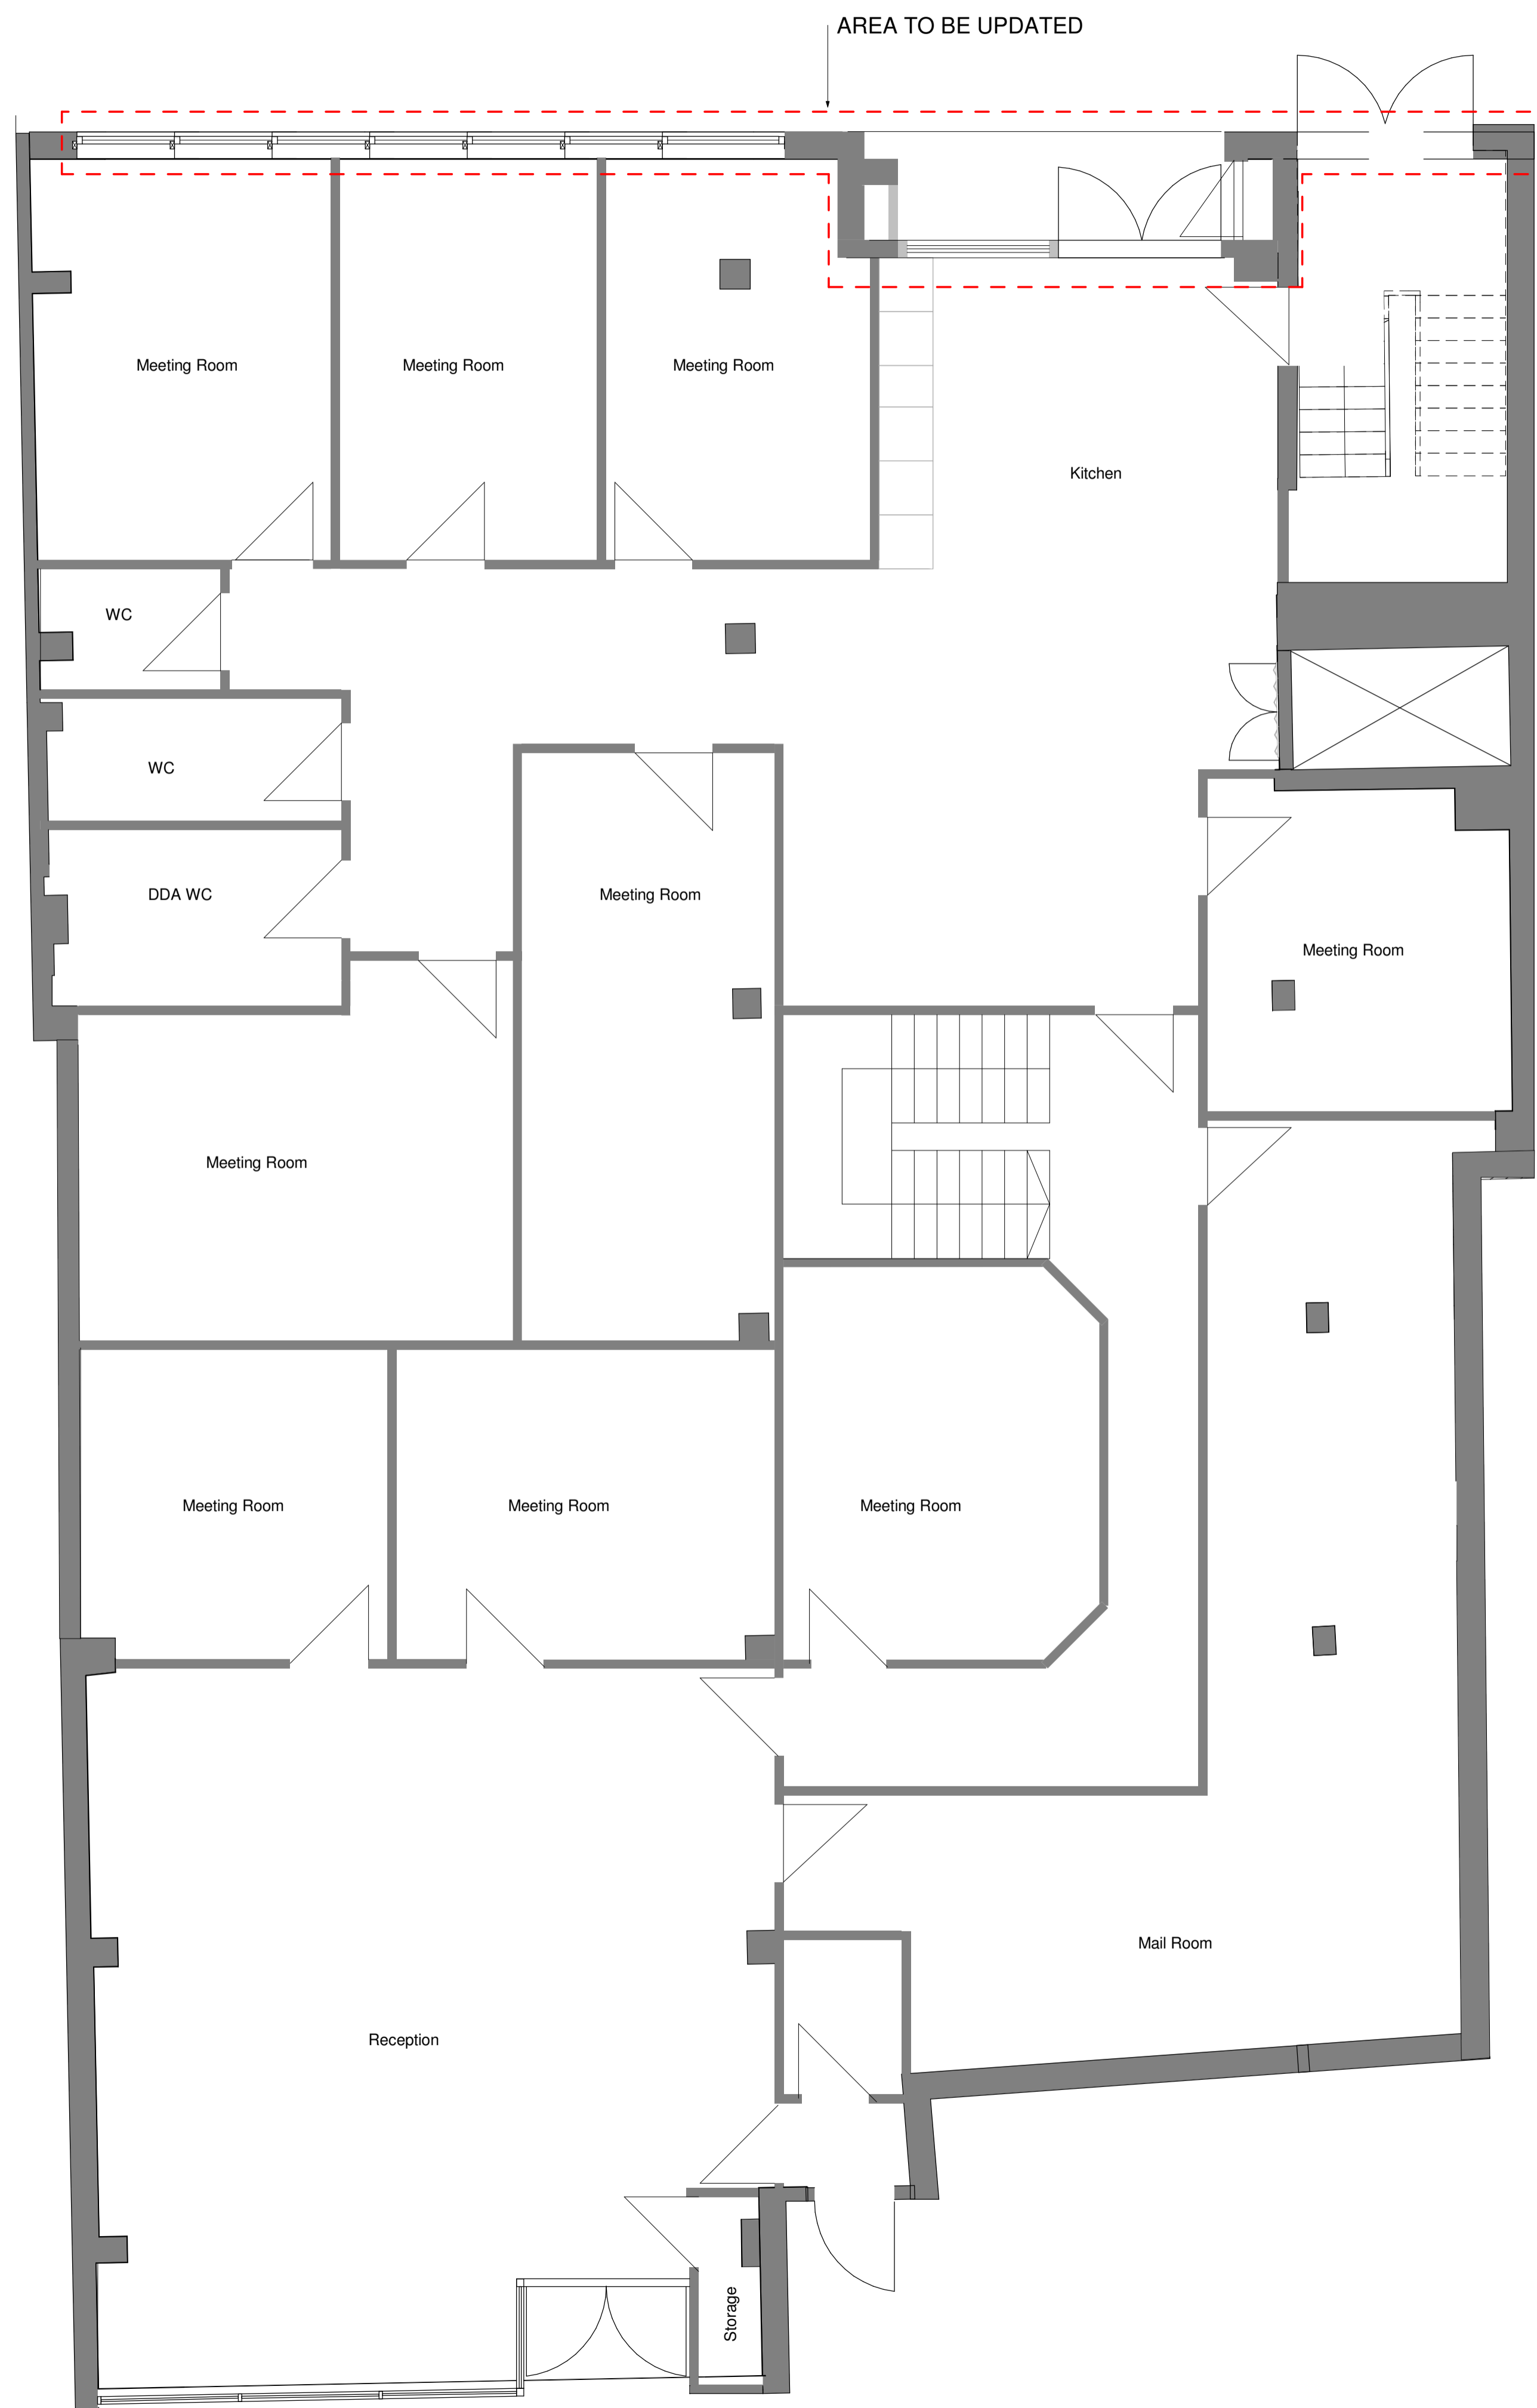 AREA TO BE UPDATED
Meeting Room
Meeting Room
Meeting Room
Kitchen
WC
WC
DDA WC
Meeting Room
Meeting Room
Meeting Room
Meeting Room
Meeting Room
Meeting Room
Mail Room
Reception
Storage